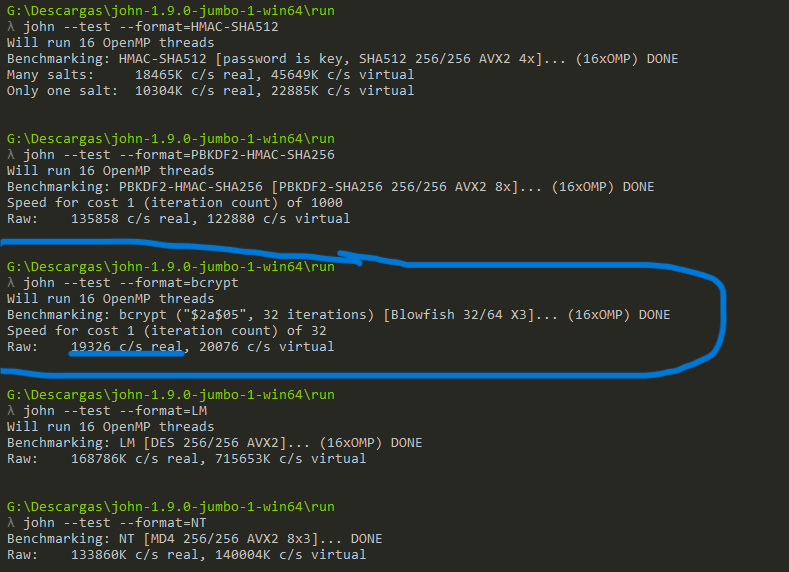 G:\Descargas\john-1.9.0-jumbo-1-win64\run
λ john --test --format=HMAC-SHA512
Will run 16 OpenMP threads
Benchmarking: HMAC-SHA512 [password is key, SHA512 256/256 AVX2 4x]... (16xOMP) DONE
Many salts:     18465K c/s real, 45649K c/s virtual
Only one salt:  10304K c/s real, 22885K c/s virtual
G:\Descargas\john-1.9.0-jumbo-1-win64\run
λ john --test --format=PBKDF2-HMAC-SHA256
Will run 16 OpenMP threads
Benchmarking: PBKDF2-HMAC-SHA256 [PBKDF2-SHA256 256/256 AVX2 8x]... (16xOMP) DONE
Speed for cost 1 (iteration count) of 1000
Raw:    135858 c/s real, 122880 c/s virtual
G:\Descargas\john-1.9.0-jumbo-1-win64\run
λ john --test --format=bcrypt
Will run 16 OpenMP threads
Benchmarking: bcrypt ("$2a$05", 32 iterations) [Blowfish 32/64 X3]... (16xOMP) DONE
Speed for cost 1 (iteration count) of 32
Raw:    19326 c/s real, 20076 c/s virtual
G:\Descargas\john-1.9.0-jumbo-1-win64\run
λ john --test --format=LM
Will run 16 OpenMP threads
Benchmarking: LM [DES 256/256 AVX2]... (16xOMP) DONE
Raw:    168786K c/s real, 715653K c/s virtual
G:\Descargas\john-1.9.0-jumbo-1-win64\run
λ john --test --format=NT
Benchmarking: NT [MD4 256/256 AVX2 8x3]... DONE
Raw:    133860K c/s real, 140004K c/s virtual